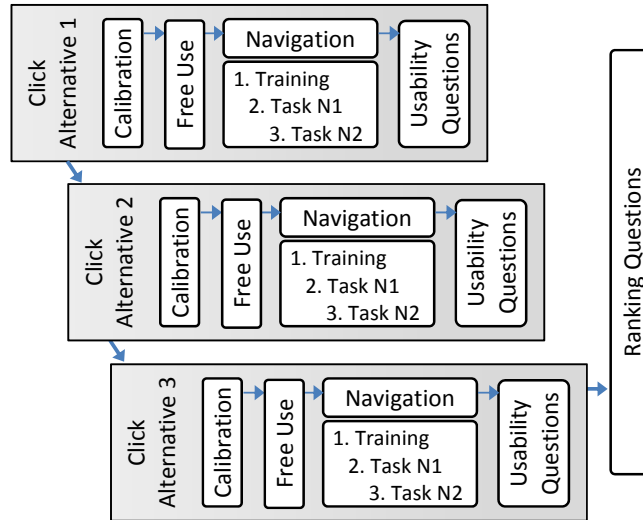 Click
Alternative 1
Calibration
Free Use
Navigation
1. Training
2. Task N1
3. Task N2
Usability
Questions
Click
Alternative 2
Calibration
Free Use
Navigation
1. Training
2. Task N1
3. Task N2
Usability
Questions
Click
Alternative 3
Calibration
Free Use
Navigation
1. Training
2. Task N1
3. Task N2
Usability
Questions
Ranking Questions